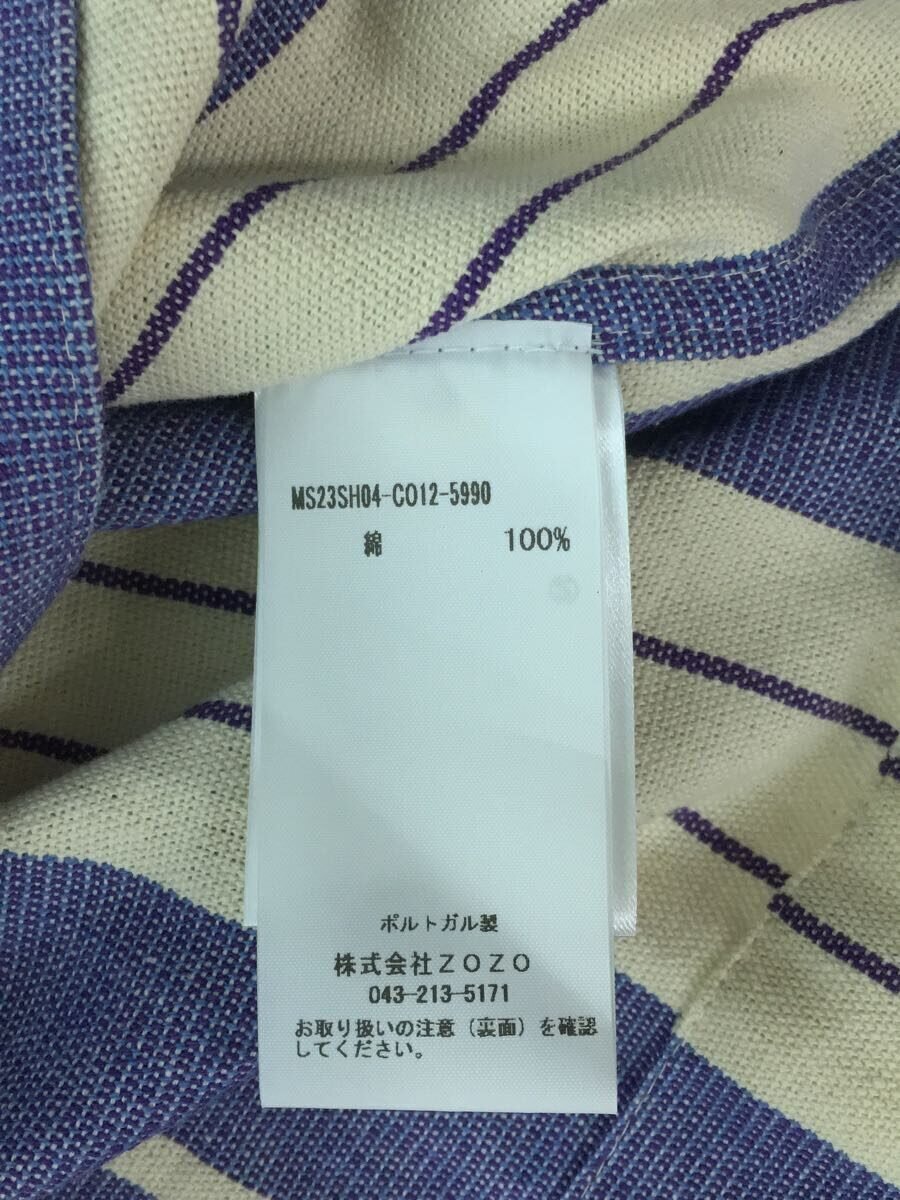 MS23SH04-CO12-5990
綿 100%
ポルトガル製
株式会社ZOZO
043-213-5171
お取り扱いの注意(裏面)を確認
してください。